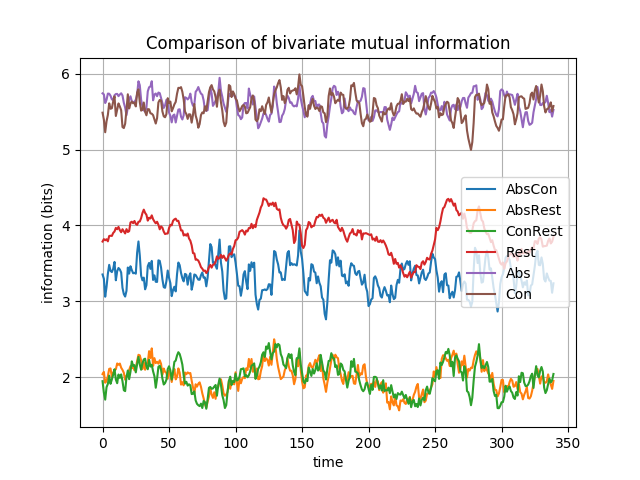 Comparison of bivariate mutual information
information (bits)
6
5
4
3
2
AbsCon
AbsRest
ConRest
Rest
Abs
Con
0 50 100 150 200 250 300 350
time